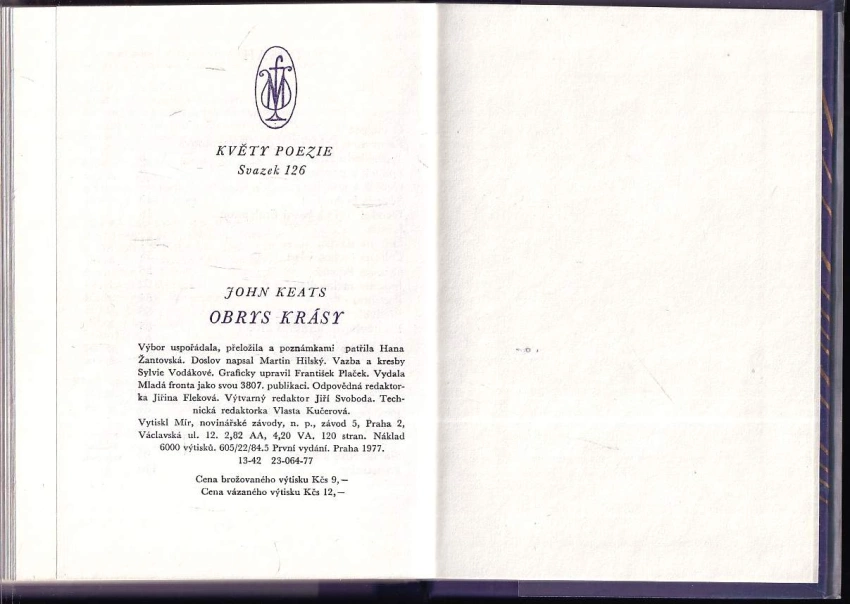 KVĚTY POEZIE
Svazek 126
JOHN KEATS
OBRYS KRÁSY
Výbor uspořádala, přeložila a poznámkami patřila Hana
Žantovská. Doslov napsal Martin Hilský. Vazba a kresby
Sylvie Vodákové. Graficky upravil František Plaček. Vydala
Mladá fronta jako svou 3807. publikaci. Odpovědná redaktor-
ka Jiřina Fleková. Výtvarný redaktor Jiří Svoboda. Tech-
nická redaktorka Vlasta Kučerová.
Vytiskl Mír, novinářské závody, n. p., závod 5, Praha 2,
Václavská ul. 12. 2,82 AA, 4,20 VA. 120 stran. Náklad
6000 výtisků. 605/22/84.5 První vydání. Praha 1977.
13-42 23-064-77
Cena brožovaného výtisku Kčs 9,—
Cena vázaného výtisku Kčs 12,—